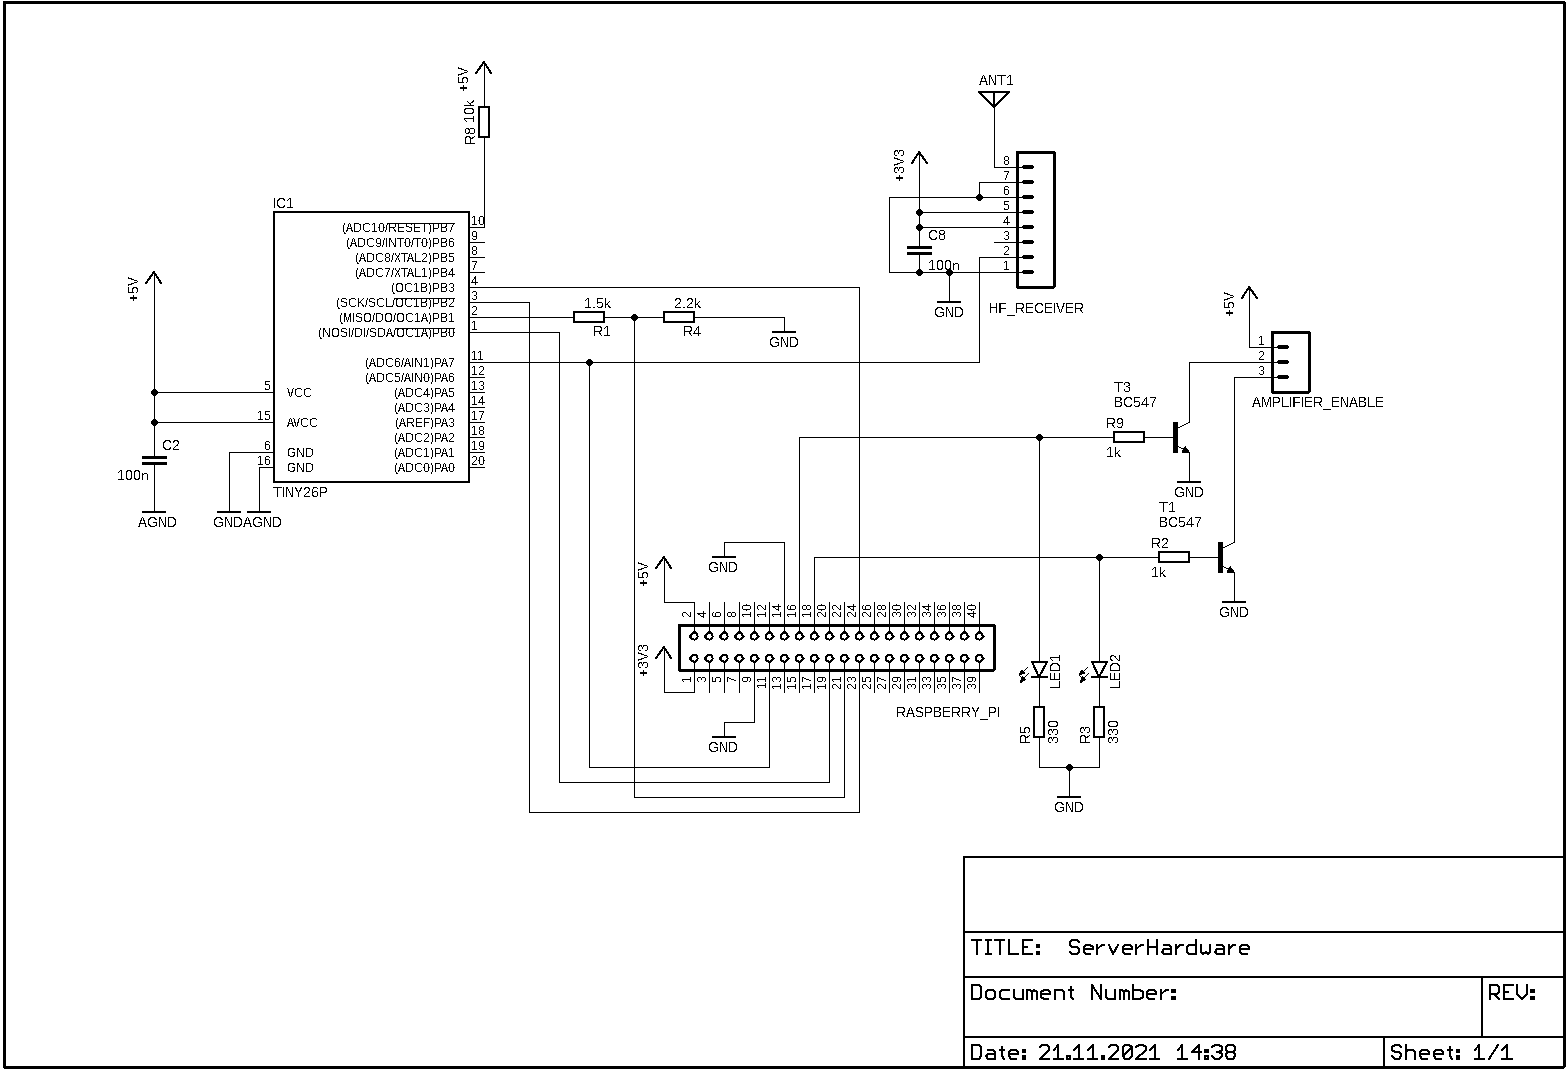 +5V
R8 10k
IC1
10
(ADC10/RESET)PB7
9
(ADC9/INT0/T0)PB6
8
(ADC8/XTAL2)PB5
7
(ADC7/XTAL1)PB4
4
(OC1B)PB3
3
(SCK/SCL/OC1B)PB2
2
(MISO/DO/OC1A)PB1
1
(NOSI/DI/SDA/OC1A)PB0
11
(ADC6/AIN1)PA7
12
(ADC5/AIN0)PA6
13
(ADC4)PA5
14
(ADC3)PA4
17
(AREF)PA3
18
(ADC2)PA2
19
(ADC1)PA1
20
(ADC0)PA0
5 VCC
15 AVCC
6 GND
16 GND
TINY26P
+5V
C2
100n
AGND
GND
AGND
1.5k
R1
2.2k
R4
GND
ANT1
+3V3
8
7
6
5
4
3
2
1
C8
100n
GND
HF_RECEIVER
+5V
1
2
3
AMPLIFIER_ENABLE
T3
BC547
R9
1k
GND
T1
BC547
R2
1k
GND
+5V
GND
2 4 6 8 10 12 14 16 18 20 22 24 26 28 30 32 34 36 38 40
+3V3
1 3 5 7 9 11 13 15 17 19 21 23 25 27 29 31 33 35 37 39
RASPBERRY_PI
GND
LED1
LED2
R5
330
R3
330
GND
TITLE: ServerHardware
Document Number:
REV:
Date: 21.11.2021 14:38
Sheet: 1/1